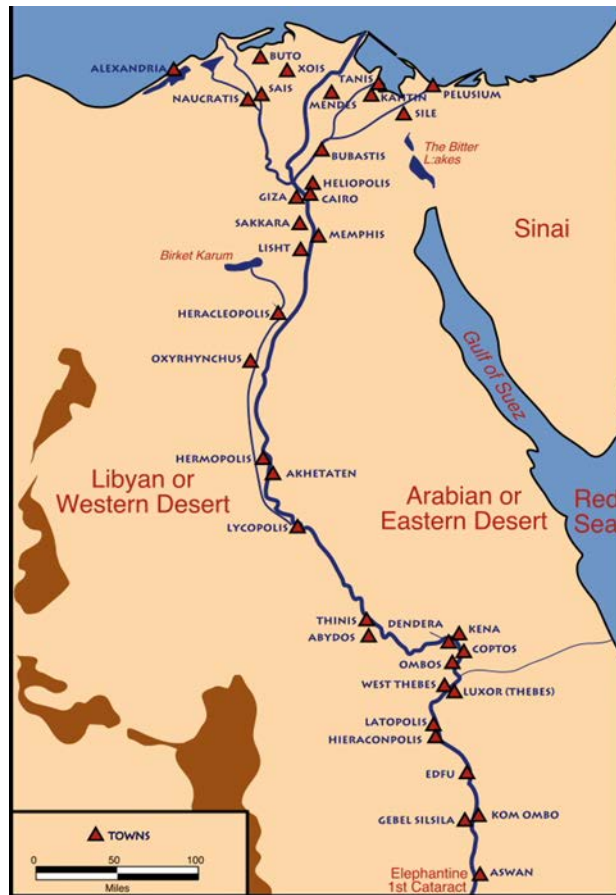 BUTO
ALEXANDRIA
XOIS
TANIS
SAIS
NAUCRATIS
MENDES
KANTIN
PELUSIUM
SILE
BUBASTIS
The Bitter
L:akes
HELIOPOLIS
GIZA
CAIRO
SAKKARA
MEMPHIS
Sinai
LISHT
Birket Karum
HERACLEOPOLIS
Gulf of Suez
OXYRHYNCHUS
HERMOPOLIS
AKHETATEN
Libyan or
Western Desert
Arabian or
Eastern Desert
Red
Sea
LYCOPOLIS
THINIS
DENDERA
KENA
ABYDOS
COPTOS
OMBOS
WEST THEBES
LUXOR (THEBES)
LATOPOLIS
HIERACONPOLIS
EDFU
GEBEL SILSILA
KOM OMBO
TOWNS
0 50 100
Miles
Elephantine
1st Cataract
ASWAN